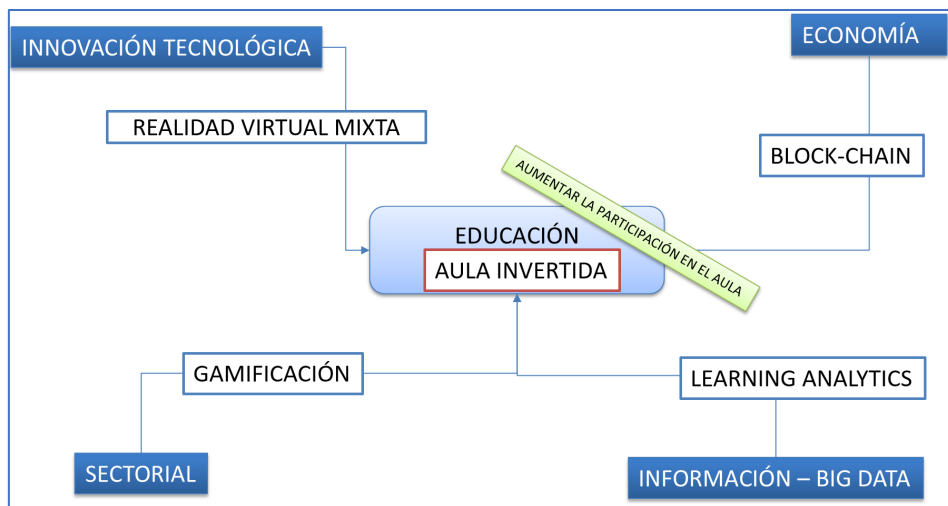 INNOVACIÓN TECNOLÓGICA
ECONOMÍA
REALIDAD VIRTUAL MIXTA
BLOCK-CHAIN
AUMENTAR LA PARTICIPACIÓN EN EL AULA
EDUCACIÓN
AULA INVERTIDA
GAMIFICACIÓN
LEARNING ANALYTICS
SECTORIAL
INFORMACIÓN – BIG DATA